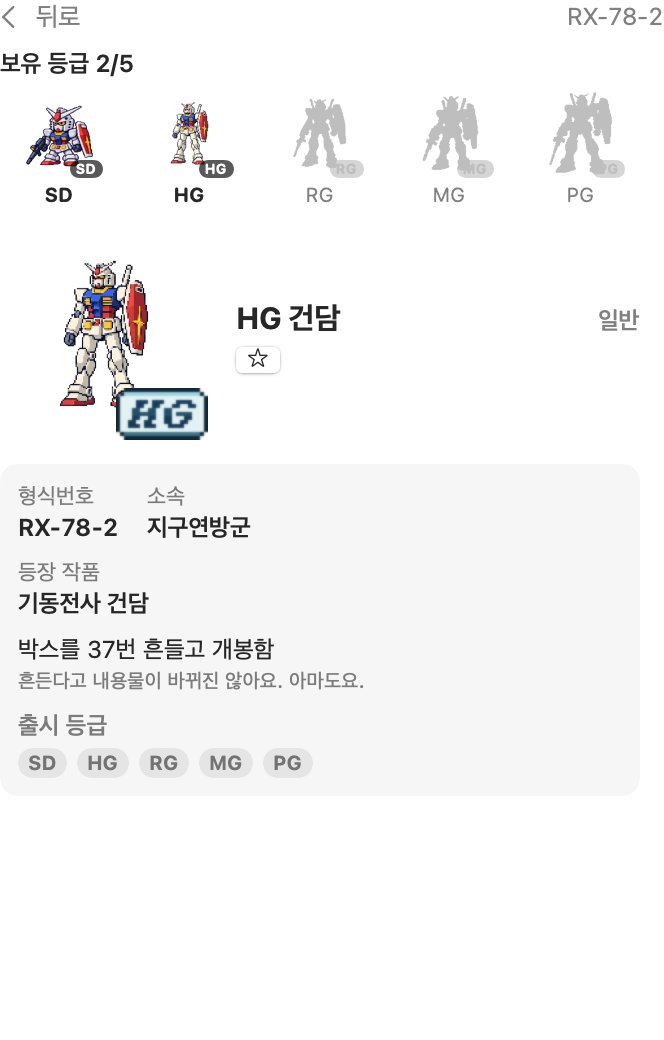 뒤로 RX-78-2
보유 등급 2/5
SD HG RG MG PG
SD HG RG MG PG
HG 건담 일반
HG
형식번호 소속
RX-78-2 지구연방군
등장 작품
기동전사 건담
박스를 37번 흔들고 개봉함
흔든다고 내용물이 바뀌진 않아요. 아마도요.
출시 등급
SD HG RG MG PG